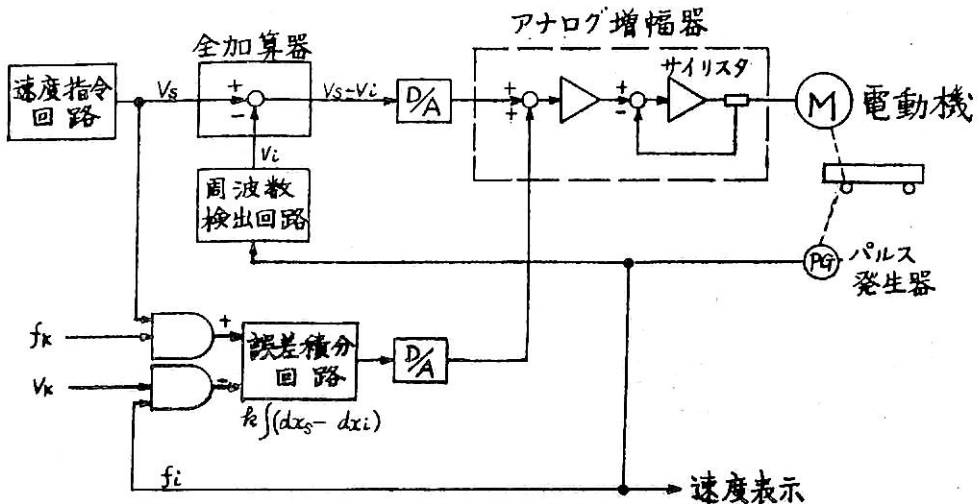 アナログ増幅器
全加算器
サイリスタ
速度指令
回路
Vs
+
−
Vs−Vi
D/A
+
+
+
−
M
電動機
Vi
周波数
検出回路
PG
パルス
発生器
fK
VK
+
−
誤差積分
回路
D/A
k∫(dxs−dxi)
fi
速度表示